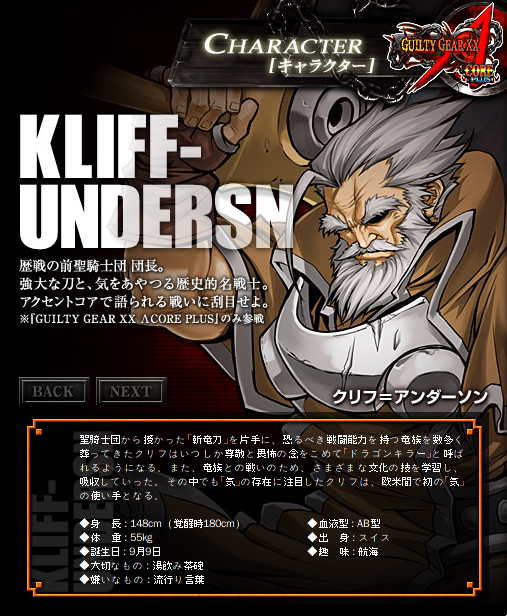 CHARACTER
[キャラクター]
GUILTY GEAR XX
Λ
CORE
PLUS
KLIFF-
UNDERSN
歴戦の前聖騎士団 団長。
強大な刀と、気をあやつる歴史的名戦士。
アクセントコアで語られる戦いに刮目せよ。
※『GUILTY GEAR XX ΛCORE PLUS』のみ参戦
BACK
NEXT
クリフ=アンダーソン
聖騎士団から授かった「斬竜刀」を片手に、恐るべき戦闘能力を持つ竜族を数多く
葬ってきたクリフはいつしか尊敬と畏怖の念をこめて「ドラゴンキラー」と呼ば
れるようになる。また、竜族との戦いのため、さまざまな文化の技を学習し、
吸収していった。その中でも「気」の存在に注目したクリフは、欧米間で初の「気」
の使い手となる。
◆身 長:148cm (覚醒時180cm)
◆血液型:AB型
◆体 重:55kg
◆出 身:スイス
◆誕生日:9月9日
◆趣 味:航海
◆大切なもの:湯飲み茶碗
◆嫌いなもの:流行り言葉
KLIFF-
UNDERSN